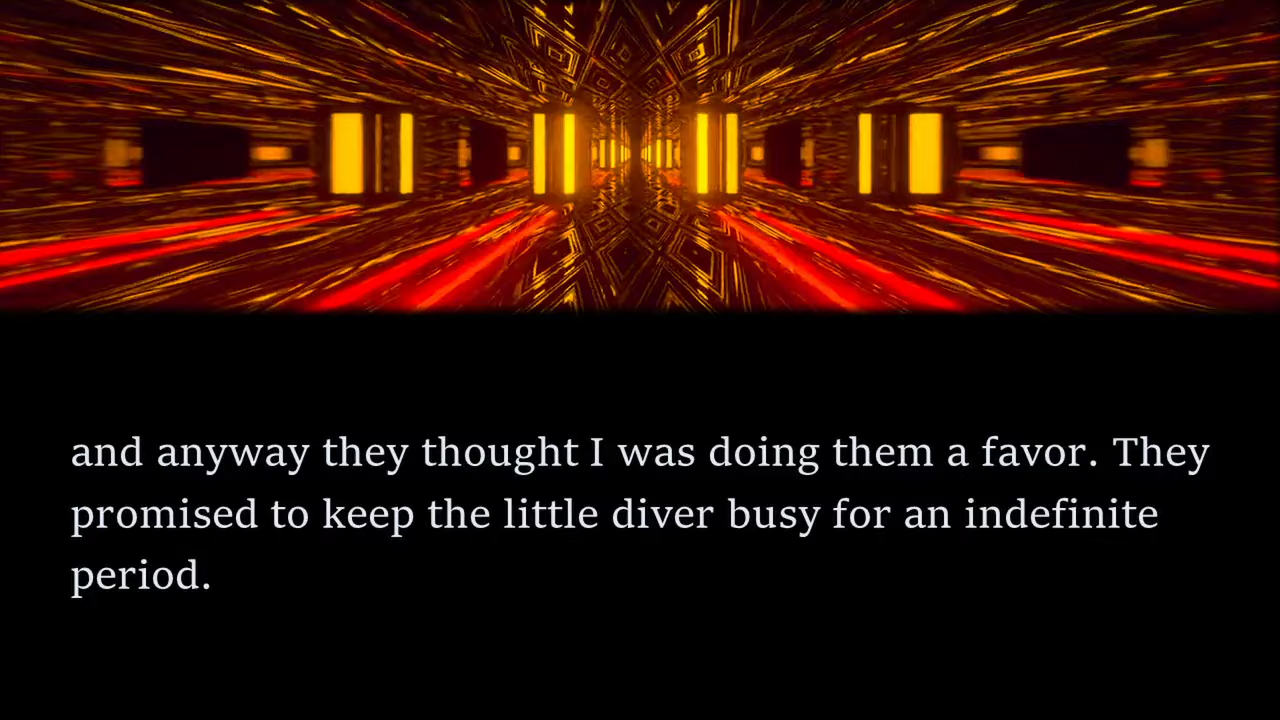 and anyway they thought I was doing them a favor. They
promised to keep the little diver busy for an indefinite
period.